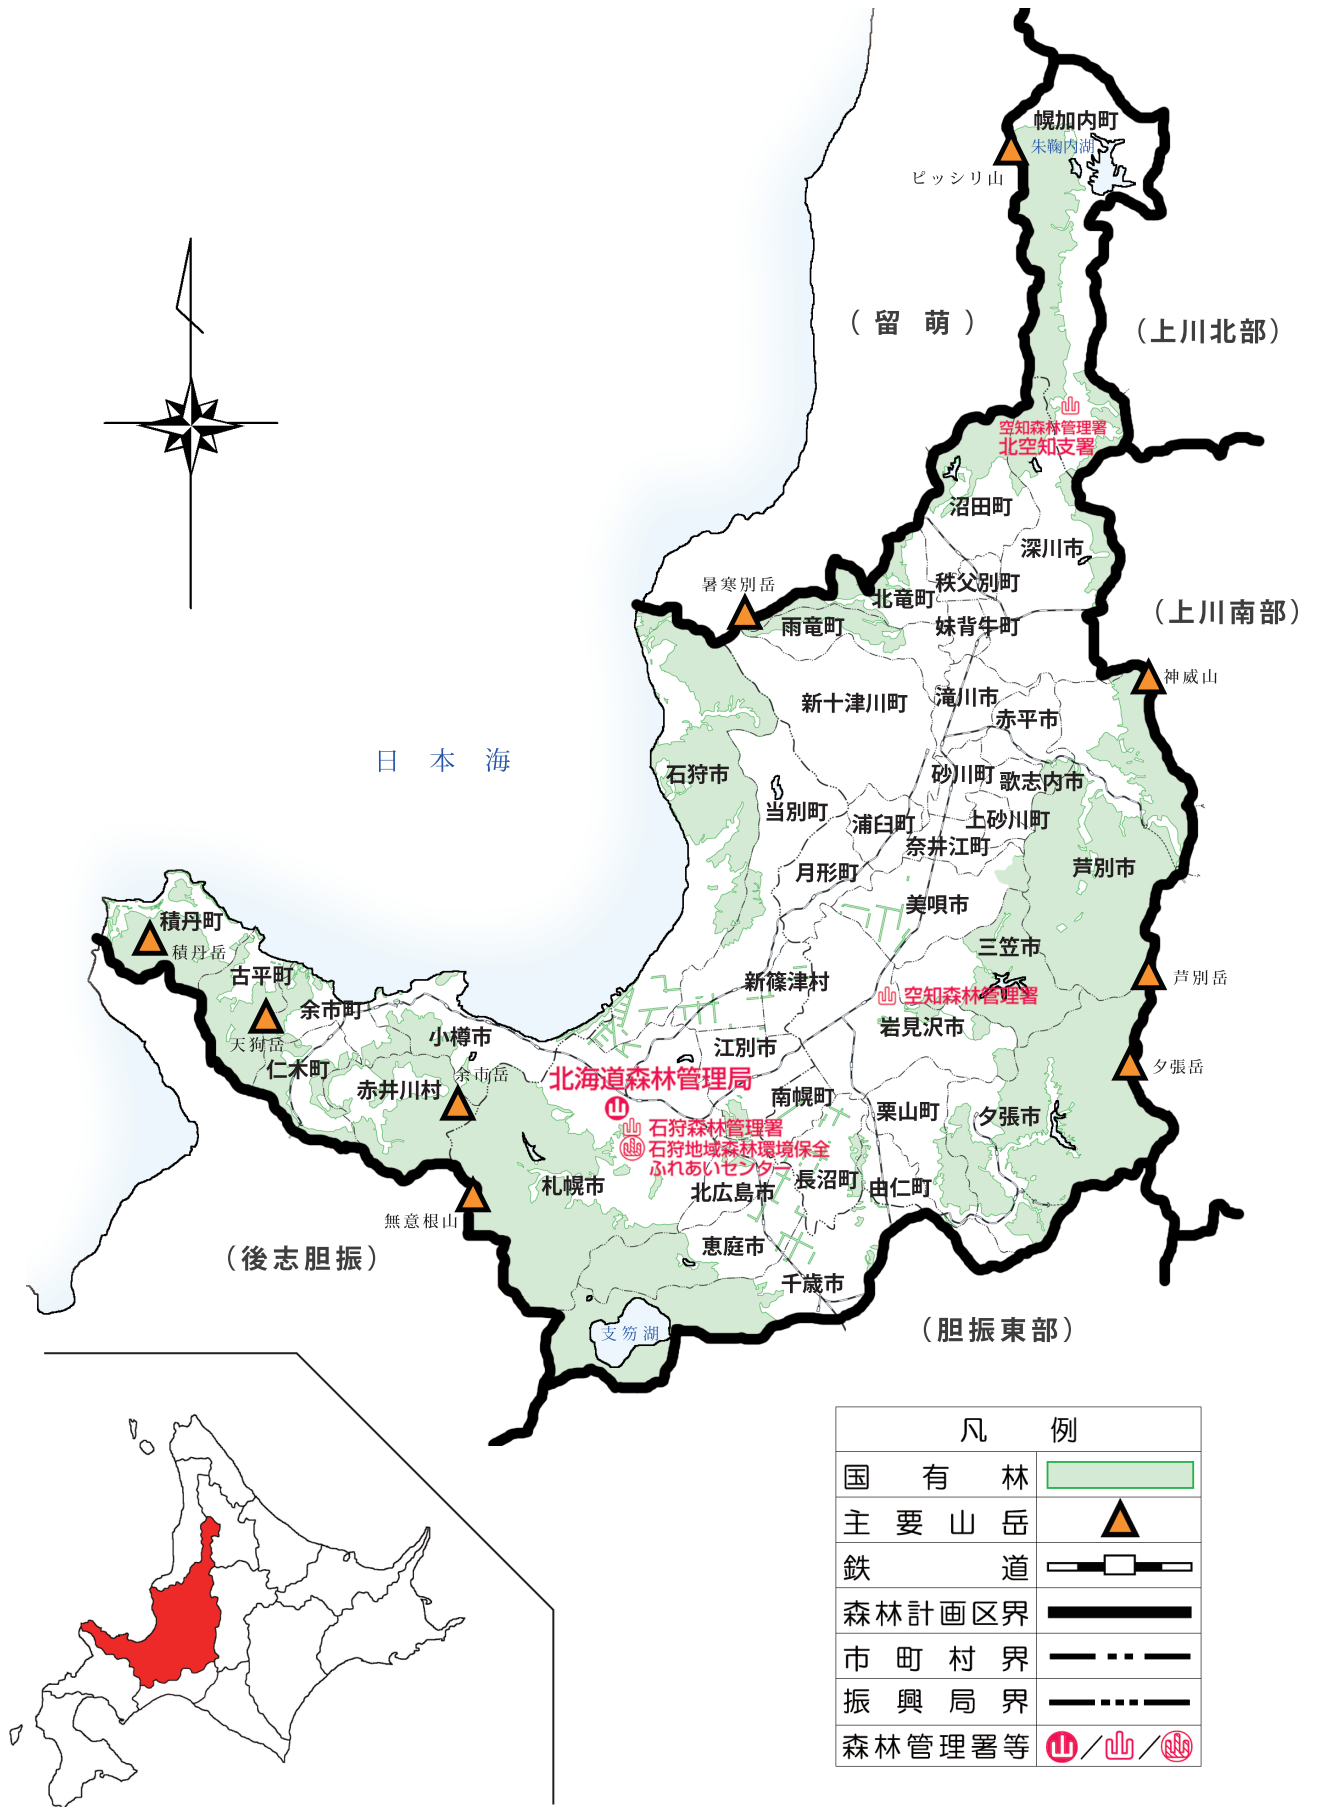 幌加内町
朱鞠内湖
ピッシリ山
（留 萌）
（上川北部）
空知森林管理署
北空知支署
沼田町
深川市
暑寒別岳
秩父別町
北竜町
雨竜町
妹背牛町
（上川南部）
神威山
新十津川町
滝川市
赤平市
日 本 海
石狩市
砂川町
歌志内市
当別町
浦臼町
上砂川町
奈井江町
月形町
芦別市
美唄市
積丹町
積丹岳
三笠市
古平町
新篠津村
芦別岳
空知森林管理署
余市町
岩見沢市
天狗岳
小樽市
江別市
仁木町
余市岳
夕張岳
赤井川村
北海道森林管理局
南幌町
栗山町
夕張市
石狩森林管理署
石狩地域森林環境保全
ふれあいセンター
札幌市
北広島市
長沼町
由仁町
無意根山
（後志胆振）
恵庭市
千歳市
支笏湖
（胆振東部）
凡 例
国有林
主要山岳
鉄道
森林計画区界
市町村界
振興局界
森林管理署等